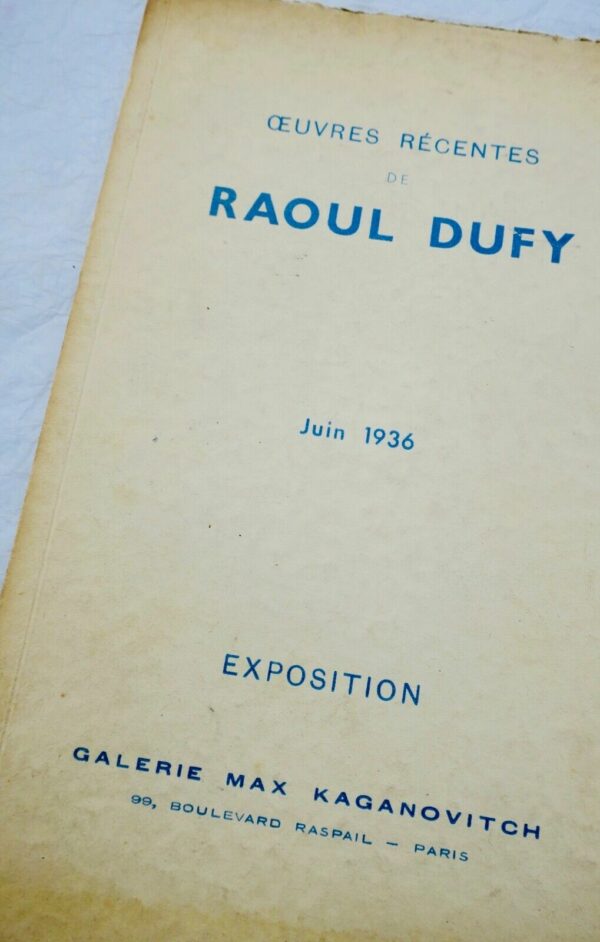 ŒUVRES RÉCENTES
DE
RAOUL DUFY
Juin 1936
EXPOSITION
GALERIE MAX KAGANOVITCH
99, BOULEVARD RASPAIL — PARIS